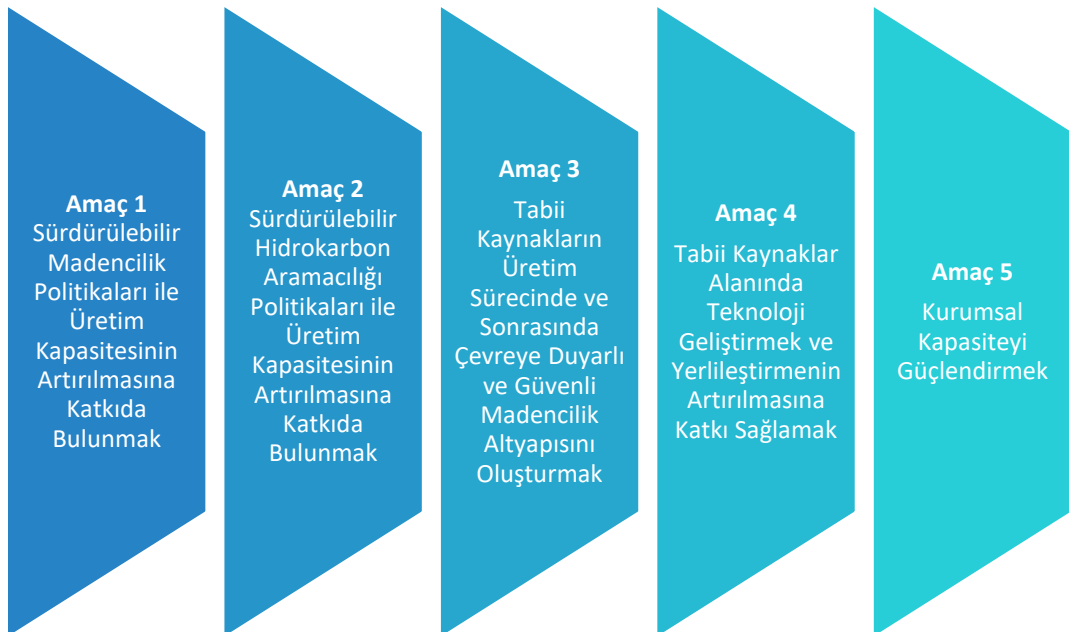 Amaç 1
Sürdürülebilir
Madencilik
Politikaları ile
Üretim
Kapasitesinin
Artırılmasına
Katkıda
Bulunmak
Amaç 2
Sürdürülebilir
Hidrokarbon
Aramacılığı
Politikaları ile
Üretim
Kapasitesinin
Artırılmasına
Katkıda
Bulunmak
Amaç 3
Tabii
Kaynakların
Üretim
Sürecinde ve
Sonrasında
Çevreye Duyarlı
ve Güvenli
Madencilik
Altyapısını
Oluşturmak
Amaç 4
Tabii Kaynaklar
Alanında
Teknoloji
Geliştirmek ve
Yerlileştirmenin
Artırılmasına
Katkı Sağlamak
Amaç 5
Kurumsal
Kapasiteyi
Güçlendirmek